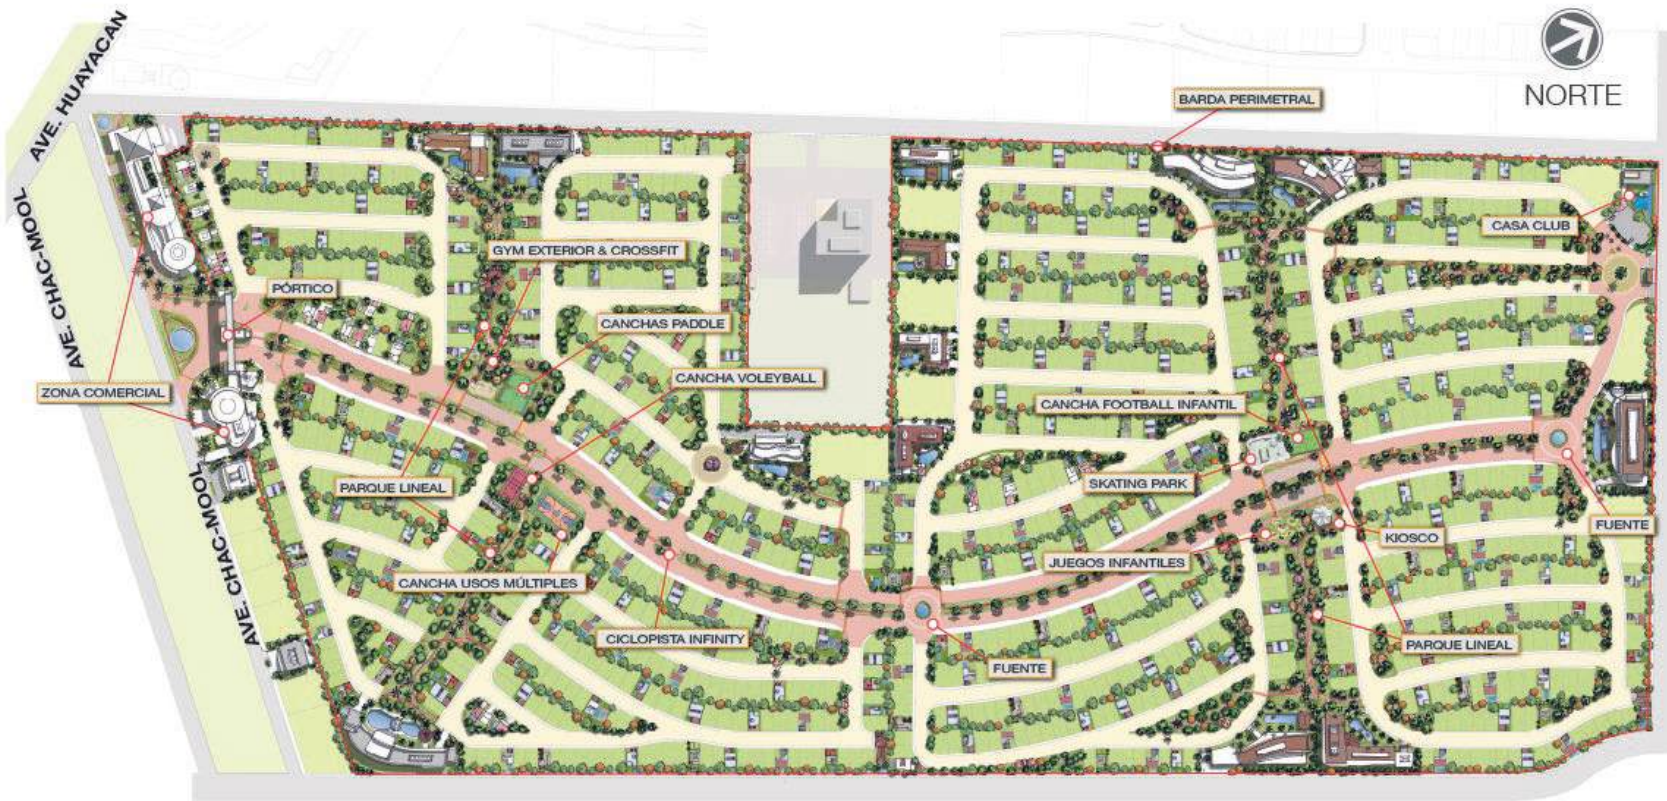 AVE. HUAYACAN
NORTE
BARDA PERIMETRAL
AVE. CHAC-MOOL
CASA CLUB
GYM EXTERIOR & CROSSFIT
PÓRTICO
CANCHAS PADDLE
CANCHA VOLEYBALL
ZONA COMERCIAL
CANCHA FOOTBALL INFANTIL
PARQUE LINEAL
SKATING PARK
FUENTE
KIOSCO
AVE. CHAC-MOOL
JUEGOS INFANTILES
CANCHA USOS MÚLTIPLES
CICLOPISTA INFINITY
PARQUE LINEAL
FUENTE